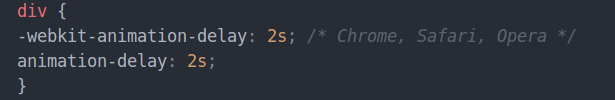 div {
-webkit-animation-delay: 2s; /* Chrome, Safari, Opera */
animation-delay: 2s;
}